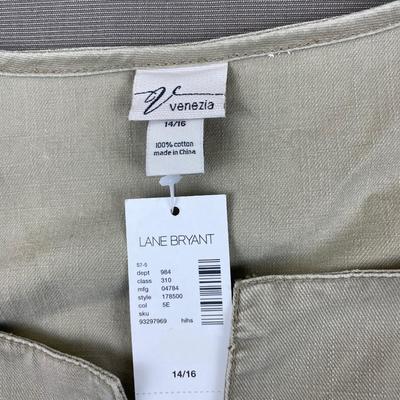 V
venezia
14/16
100% cotton
made in China
LANE BRYANT
57-5
dept 984
class 310
mfg 04784
style 178500
col 5E
sku
93297969 hihs
14/16